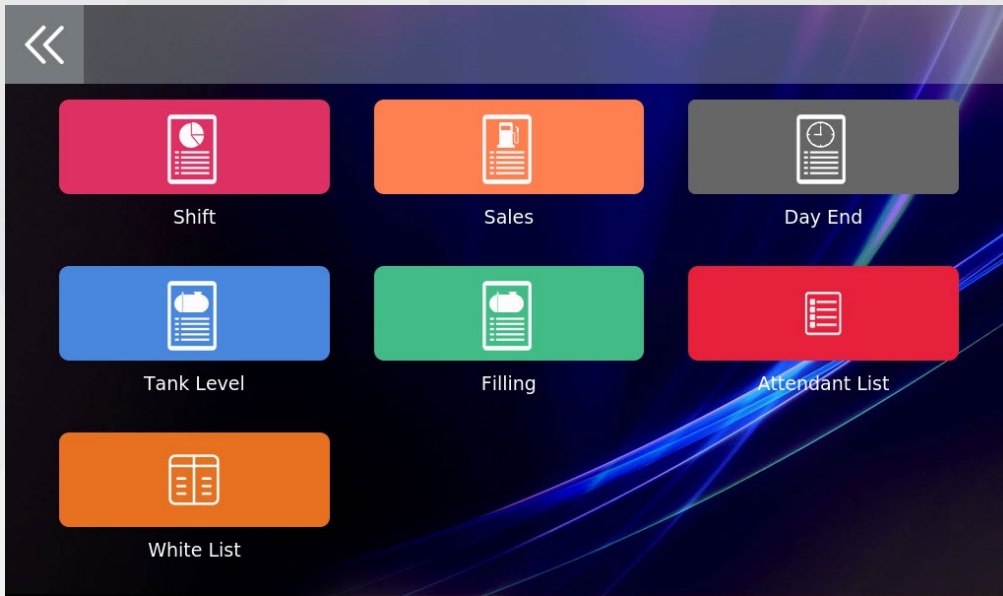 Shift
Sales
Day End
Tank Level
Filling
Attendant List
White List